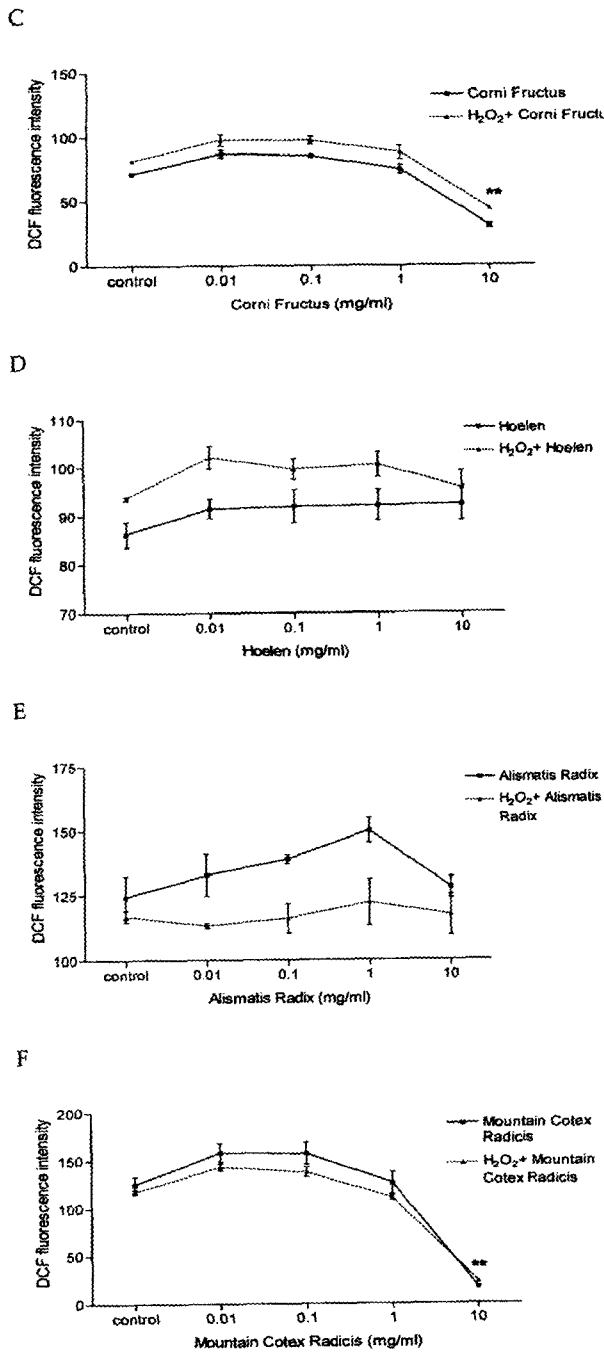 C
DCF fluorescence intensity
150
100
50
0
Corni Fructus
H₂O₂+ Corni Fructu
**
control 0.01 0.1 1 10
Corni Fructus (mg/ml)
D
DCF fluorescence intensity
110
100
90
80
70
Hoelen
H₂O₂+ Hoelen
control 0.01 0.1 1 10
Hoelen (mg/ml)
E
DCF fluorescence intensity
175
150
125
100
Alismatis Radix
H₂O₂+ Alismatis
Radix
control 0.01 0.1 1 10
Alismatis Radix (mg/ml)
F
DCF fluorescence intensity
200
150
100
50
0
Mountain Cotex
Radicis
H₂O₂+ Mountain
Cotex Radicis
**
control 0.01 0.1 1 10
Mountain Cotex Radicis (mg/ml)